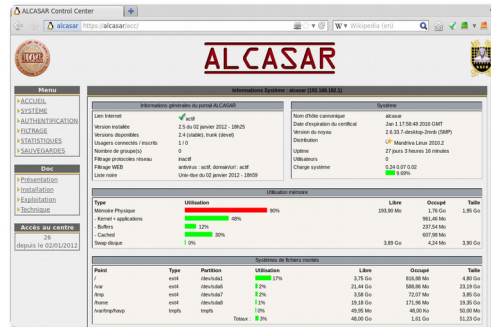 ALCASAR Control Center
alcasar https://alcasar/acc/
Wikipedia (en)
ALCASAR
Menu
ACCUEIL
SYSTEME
AUTHENTIFICATION
FILTRAGE
STATISTIQUES
SAUVEGARDES
Doc
Présentation
Installation
Exploitation
Technique
Accès au centre
26
depuis le 02/01/2012
Informations Système : alcasar (192.168.182.1)
Informations générales du portail ALCASAR
Lien Internet actif
Version installée 2.5 du 02 janvier 2012 - 18h25
Versions disponibles 2.4 (stable), trunk (devel)
Usagers connectés / inscrits 1 / 0
Nombre de groupe(s) 0
Filtrage protocoles réseau inactif
Filtrage WEB antivirus : actif, domain/url : actif
Liste noire Univ-tlse du 02 janvier 2012 - 18h59
Système
Nom d'hôte cannonique alcasar
Date d'expiration du certificat Jan 1 17:58:48 2016 GMT
Version du noyau 2.6.33.7-desktop-2mnb (SMP)
Distribution Mandriva Linux 2010.2
Uptime 27 jours 3 heures 16 minutes
Utilisateurs 0
Charge système 0.24 0.07 0.02
9.69%
Utilisation mémoire
Type Utilisation Libre Occupé Taille
Mémoire Physique 90% 193,90 Mo 1,76 Go 1,95 Go
- Kernel + applications 48% 961,46 Mo
- Buffers 12% 237,54 Mo
- Cached 30% 607,98 Mo
Swap disque 0% 3,89 Go 4,24 Mo 3,90 Go
Systèmes de fichiers montés
Point Type Partition Utilisation Libre Occupé Taille
/ ext4 /dev/sda1 17% 3,75 Go 816,88 Mo 4,80 Go
/var ext4 /dev/sda6 2% 21,44 Go 588,86 Mo 23,19 Go
/tmp ext4 /dev/sda7 2% 3,58 Go 72,07 Mo 3,85 Go
/home ext4 /dev/sda8 1% 18,18 Go 171,96 Mo 19,35 Go
/var/tmp/havp tmpfs 0% 49,95 Mo 48,00 Ko 50,00 Mo
Totaux : 3% 48,00 Go 1,61 Go 51,23 Go